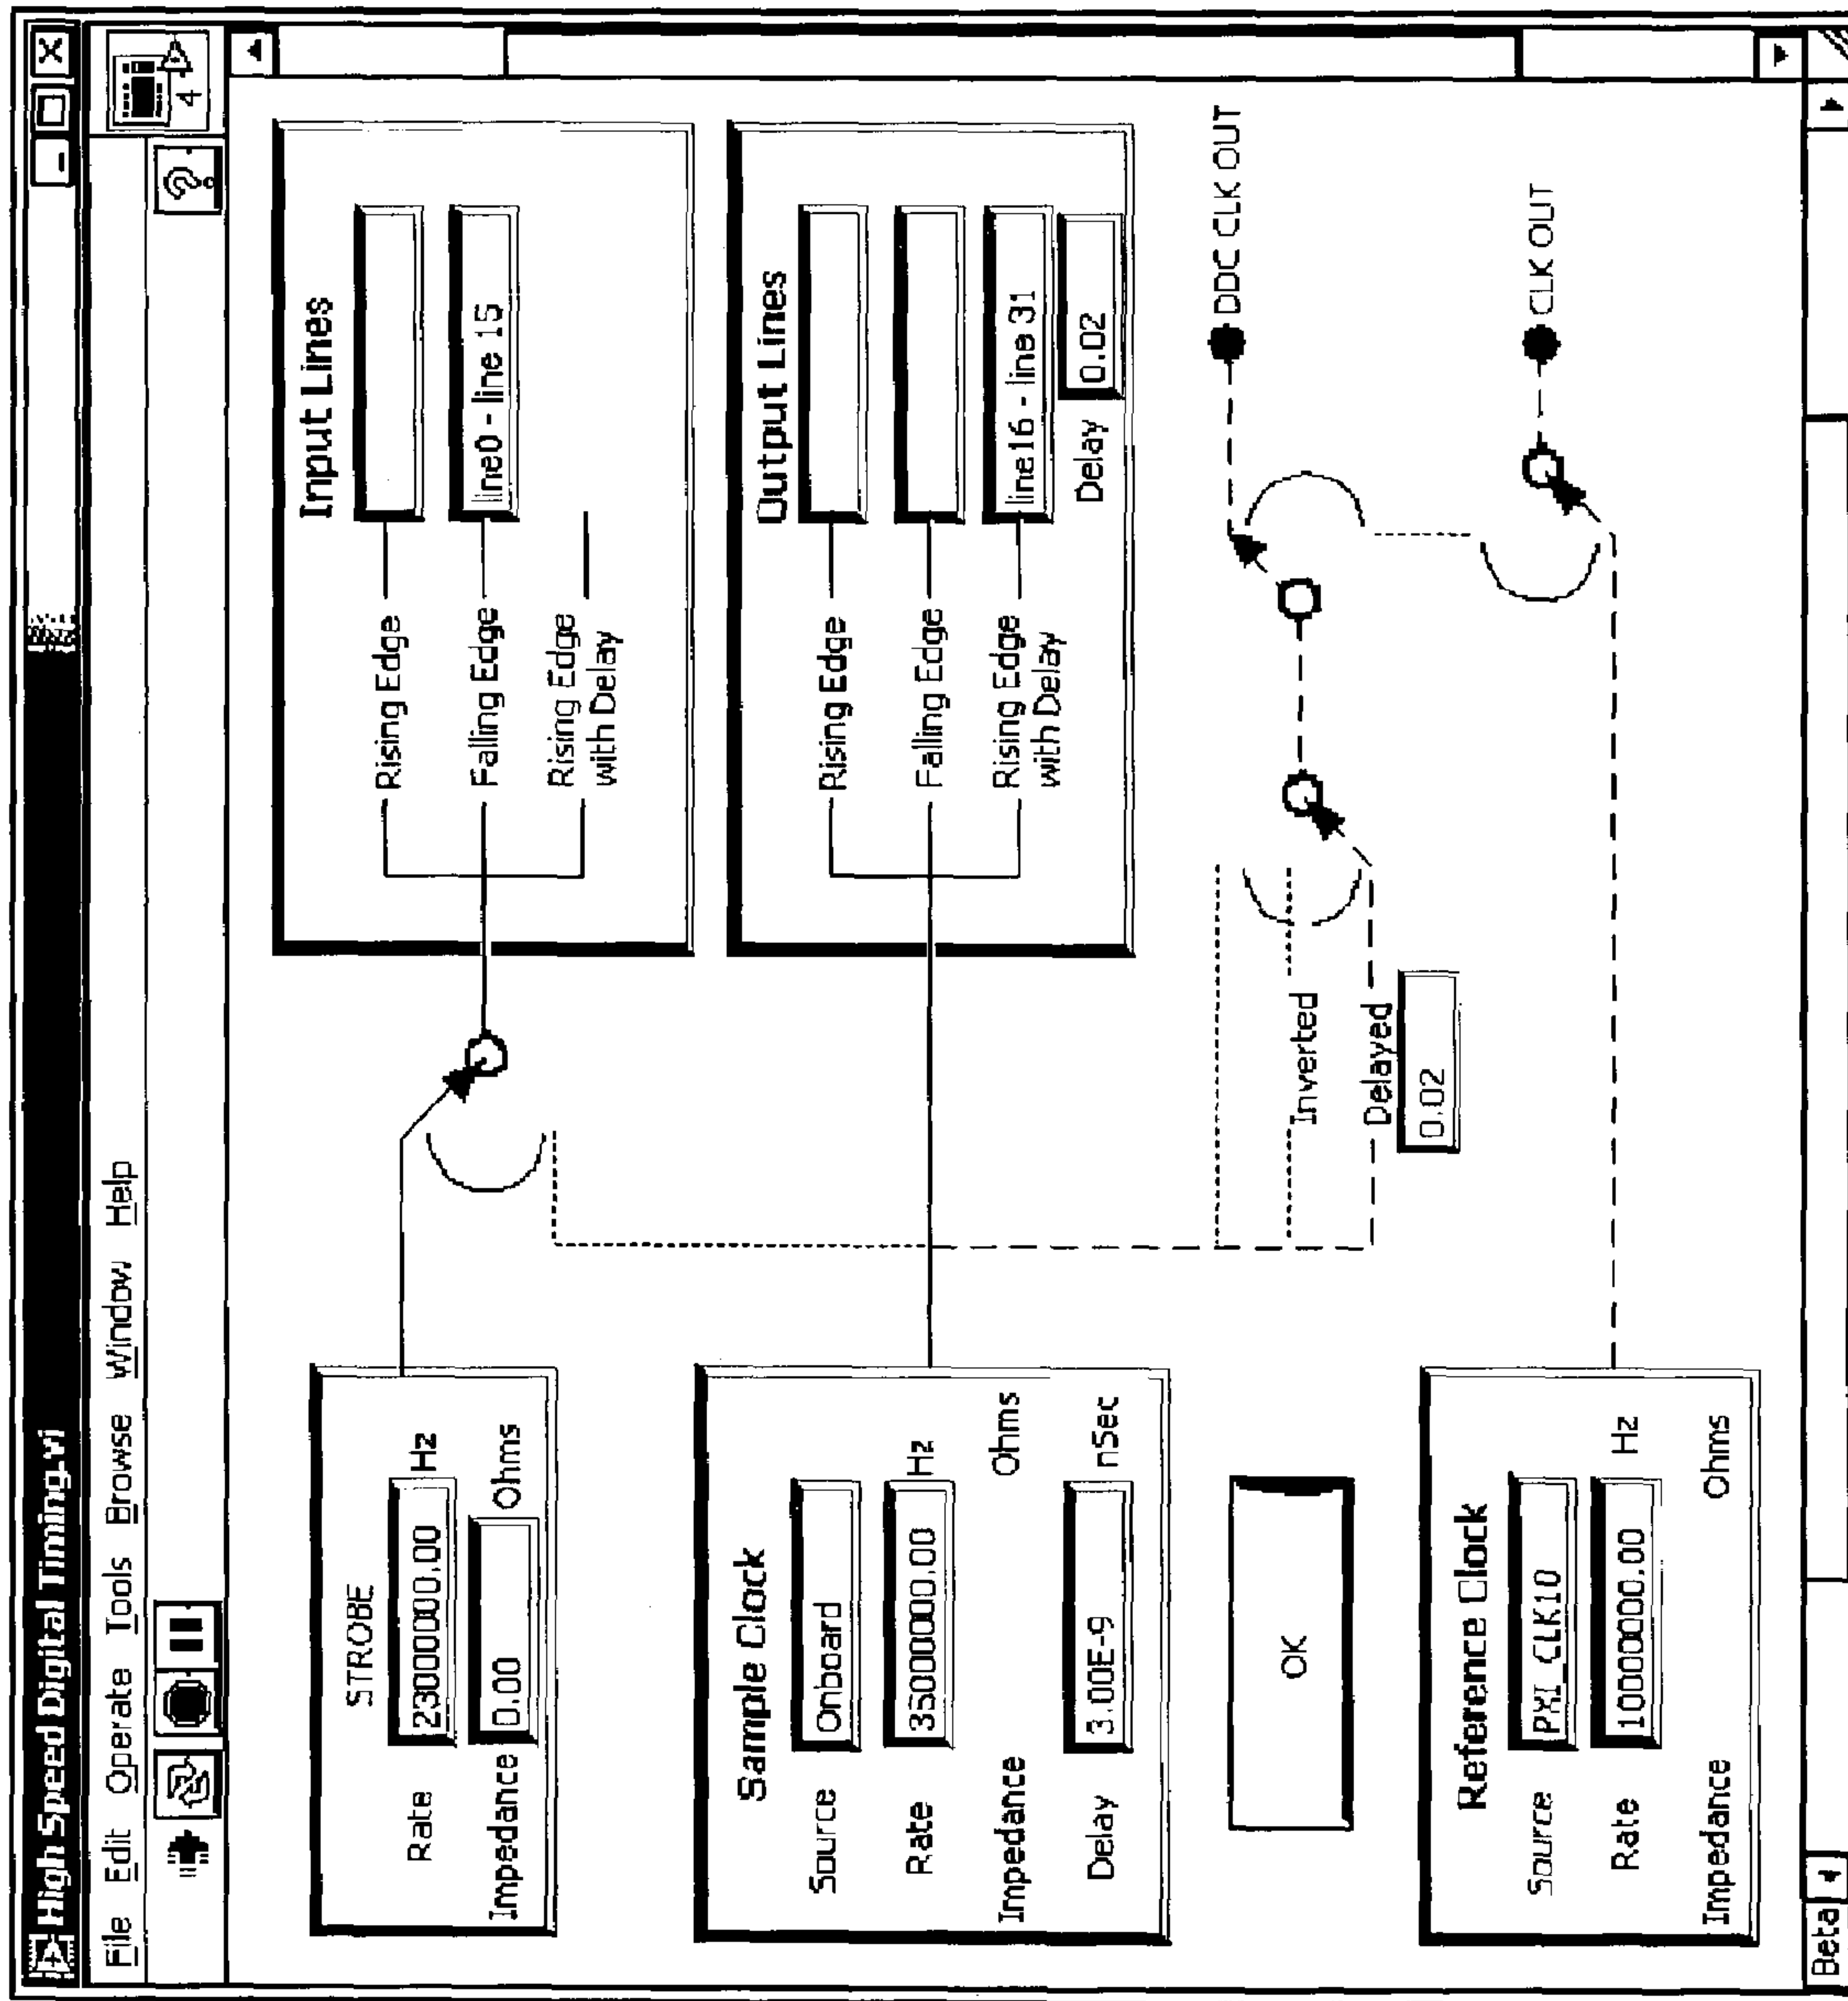 High Speed Digital Timing.vi
File Edit Operate Tools Browse Window Help
?
4
STROBE
Rate 23000000.00 Hz
Impedance 0.00 Ohms
Sample Clock
Source Onboard
Rate 35000000.00 Hz
Impedance Ohms
Delay 3.00E-9 nSec
OK
Reference Clock
Source PXI_CLK10
Rate 10000000.00 Hz
Impedance Ohms
Input Lines
Rising Edge
Falling Edge line0 - line 15
Rising Edge
with Delay
Output Lines
Rising Edge
Falling Edge
Rising Edge line16 - line 31
with Delay
Delay 0.02
Inverted
Delayed
0.02
DDC CLK OUT
CLK OUT
Beta